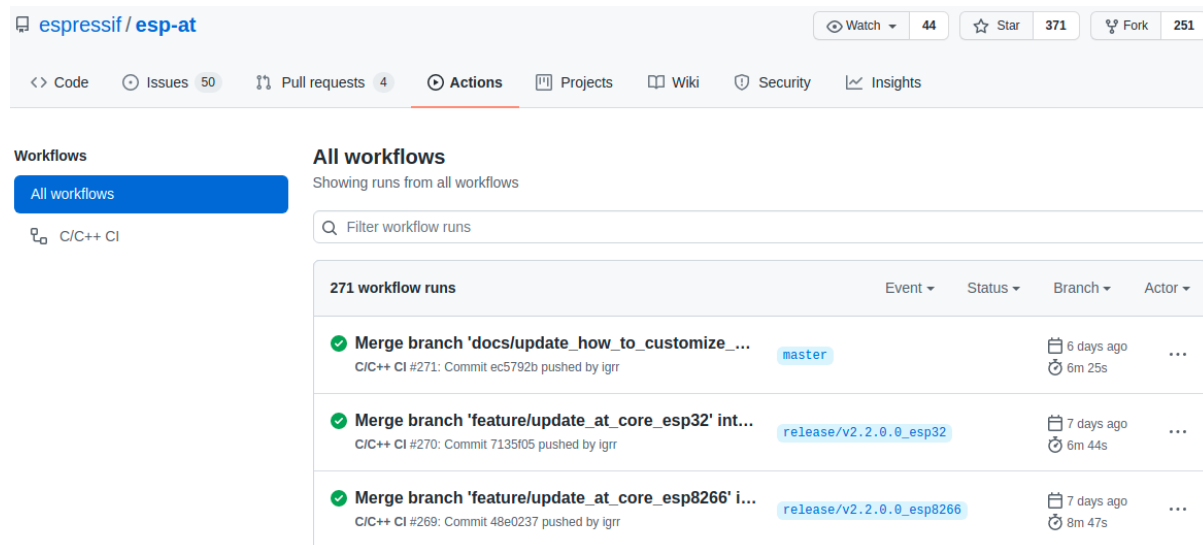 espressif / esp-at
Watch 44 Star 371 Fork 251
Code Issues 50 Pull requests 4 Actions Projects Wiki Security Insights
Workflows
All workflows
C/C++ CI
All workflows
Showing runs from all workflows
Filter workflow runs
271 workflow runs Event Status Branch Actor
Merge branch 'docs/update_how_to_customize_...
C/C++ CI #271: Commit ec5792b pushed by igrr
master
6 days ago
6m 25s
Merge branch 'feature/update_at_core_esp32' int...
C/C++ CI #270: Commit 7135f05 pushed by igrr
release/v2.2.0.0_esp32
7 days ago
6m 44s
Merge branch 'feature/update_at_core_esp8266' i...
C/C++ CI #269: Commit 48e0237 pushed by igrr
release/v2.2.0.0_esp8266
7 days ago
8m 47s